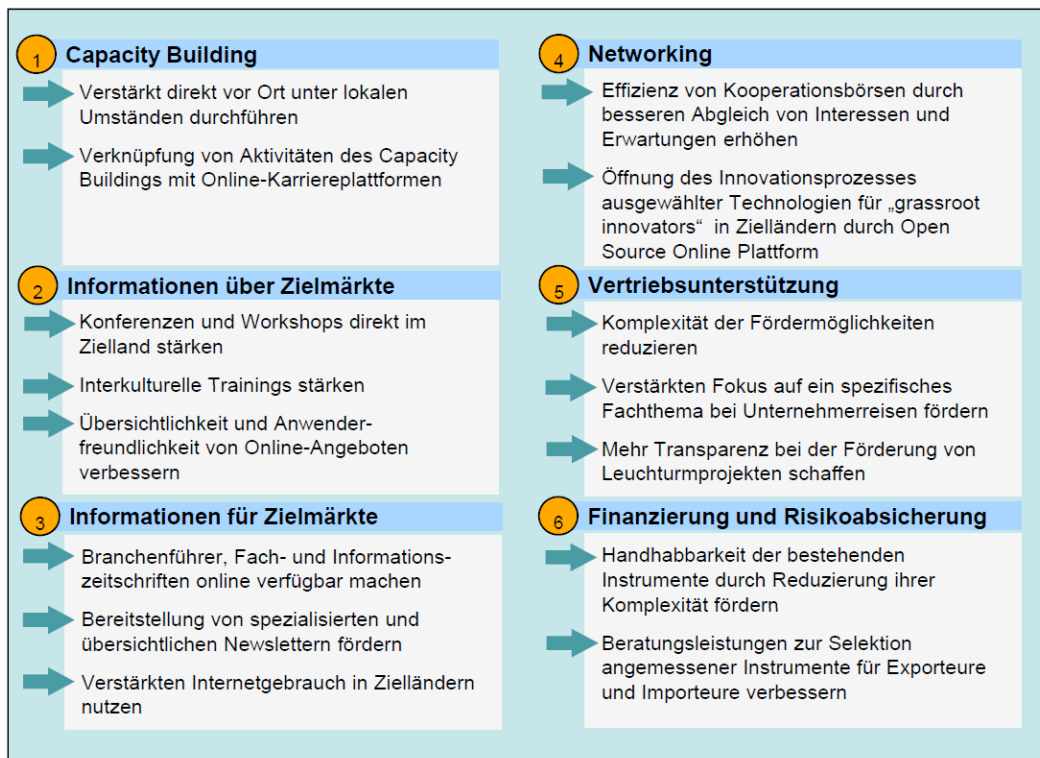 1 Capacity Building
Verstärkt direkt vor Ort unter lokalen
Umständen durchführen
Verknüpfung von Aktivitäten des Capacity
Buildings mit Online-Karriereplattformen
2 Informationen über Zielmärkte
Konferenzen und Workshops direkt im
Zielland stärken
Interkulturelle Trainings stärken
Übersichtlichkeit und Anwender-
freundlichkeit von Online-Angeboten
verbessern
3 Informationen für Zielmärkte
Branchenführer, Fach- und Informations-
zeitschriften online verfügbar machen
Bereitstellung von spezialisierten und
übersichtlichen Newslettern fördern
Verstärkten Internetgebrauch in Zielländern
nutzen
4 Networking
Effizienz von Kooperationsbörsen durch
besseren Abgleich von Interessen und
Erwartungen erhöhen
Öffnung des Innovationsprozesses
ausgewählter Technologien für „grassroot
innovators“ in Zielländern durch Open
Source Online Plattform
5 Vertriebsunterstützung
Komplexität der Fördermöglichkeiten
reduzieren
Verstärkten Fokus auf ein spezifisches
Fachthema bei Unternehmerreisen fördern
Mehr Transparenz bei der Förderung von
Leuchturmprojekten schaffen
6 Finanzierung und Risikoabsicherung
Handhabbarkeit der bestehenden
Instrumente durch Reduzierung ihrer
Komplexität fördern
Beratungsleistungen zur Selektion
angemessener Instrumente für Exporteure
und Importeure verbessern